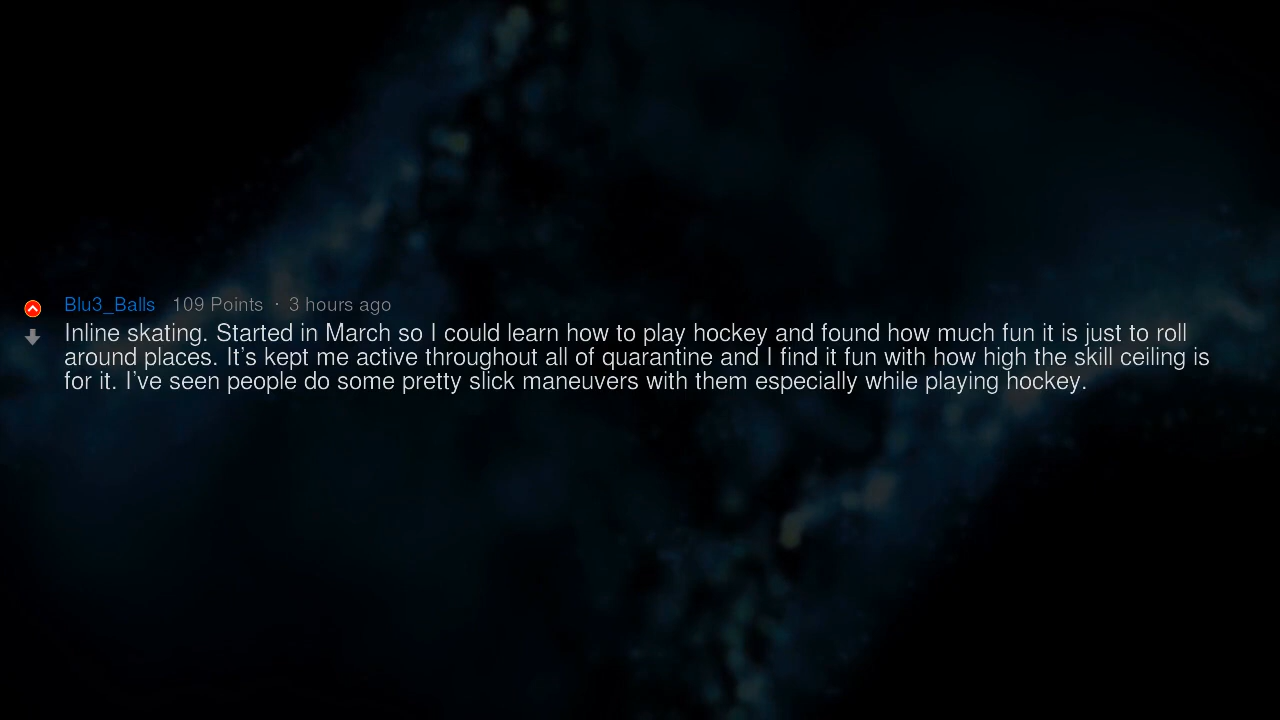 Blu3_Balls 109 Points · 3 hours ago
Inline skating. Started in March so I could learn how to play hockey and found how much fun it is just to roll
around places. It’s kept me active throughout all of quarantine and I find it fun with how high the skill ceiling is
for it. I’ve seen people do some pretty slick maneuvers with them especially while playing hockey.